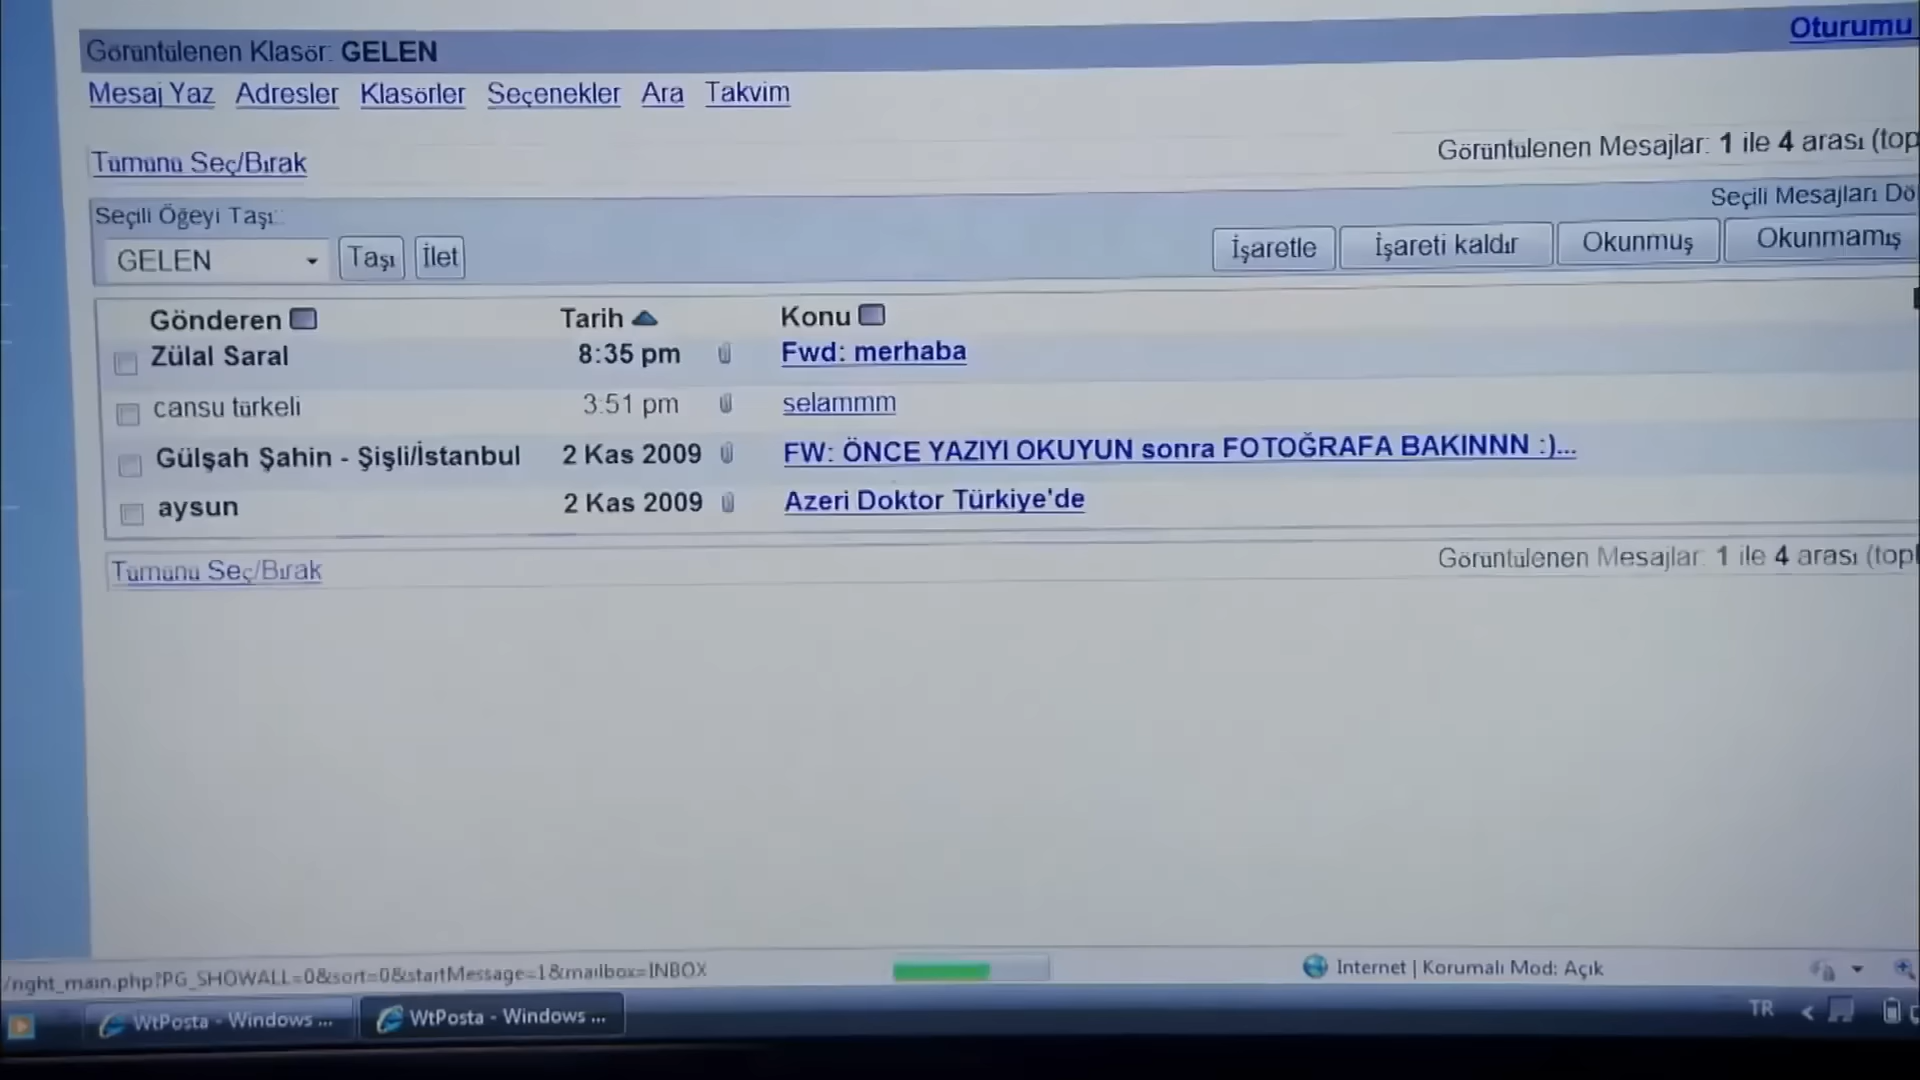 Görüntülenen Klasör: GELEN
Oturumu
Mesaj Yaz Adresler Klasörler Seçenekler Ara Takvim
Tümünü Seç/Bırak
Görüntülenen Mesajlar: 1 ile 4 arası (top
Seçili Öğeyi Taşı:
Seçili Mesajları Dö
GELEN Taşı İlet
İşaretle İşareti kaldır Okunmuş Okunmamış
Gönderen Tarih Konu
Zülal Saral 8:35 pm Fwd: merhaba
cansu türkeli 3:51 pm selammm
Gülşah Şahin - Şişli/İstanbul 2 Kas 2009 FW: ÖNCE YAZIYI OKUYUN sonra FOTOĞRAFA BAKINNN :)...
aysun 2 Kas 2009 Azeri Doktor Türkiye'de
Tümünü Seç/Bırak
Görüntülenen Mesajlar: 1 ile 4 arası (topl
/right_main.php?PG_SHOWALL=0&sort=0&startMessage=1&mailbox=INBOX
Internet | Korumalı Mod: Açık
WtPosta - Windows ...
WtPosta - Windows ...
TR